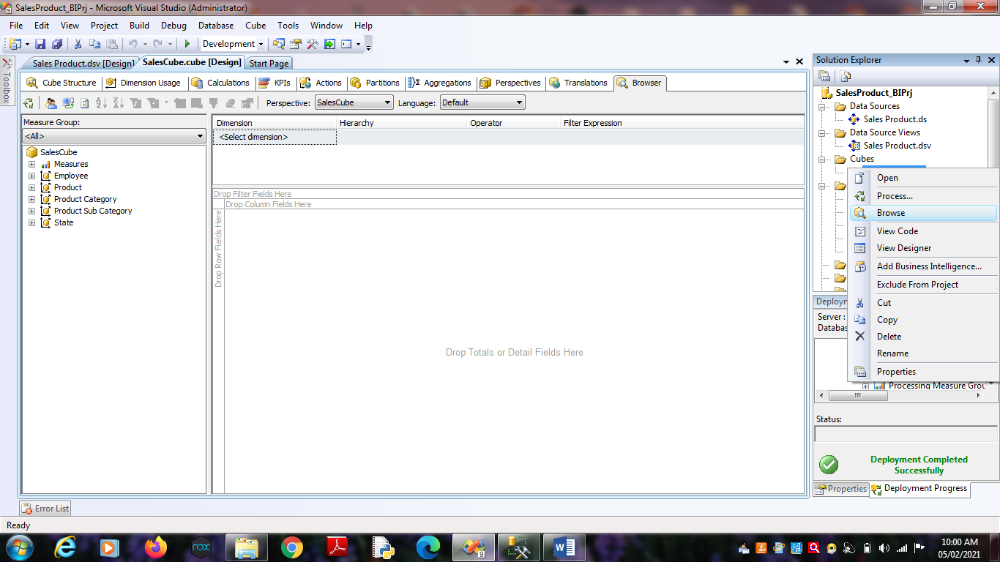 SalesProduct_BIPrj - Microsoft Visual Studio (Administrator)
File Edit View Project Build Debug Database Cube Tools Window Help
Development
Sales Product.dsv [Design] SalesCube.cube [Design] Start Page
Toolbox
Cube Structure Dimension Usage Calculations KPIs Actions Partitions Aggregations Perspectives Translations Browser
Perspective: SalesCube Language: Default
Measure Group:
<All>
SalesCube
Measures
Employee
Product
Product Category
Product Sub Category
State
Dimension Hierarchy Operator Filter Expression
<Select dimension>
Drop Filter Fields Here
Drop Column Fields Here
Drop Row Fields Here
Drop Totals or Detail Fields Here
Solution Explorer
SalesProduct_BIPrj
Data Sources
Sales Product.ds
Data Source Views
Sales Product.dsv
Cubes
Open
Process...
Browse
View Code
View Designer
Add Business Intelligence...
Exclude From Project
Cut
Copy
Delete
Rename
Properties
Deployn
Server :
Databas
Processing Measure Grou
Status:
Deployment Completed
Successfully
Properties Deployment Progress
Error List
Ready
nox
10:00 AM
05/02/2021